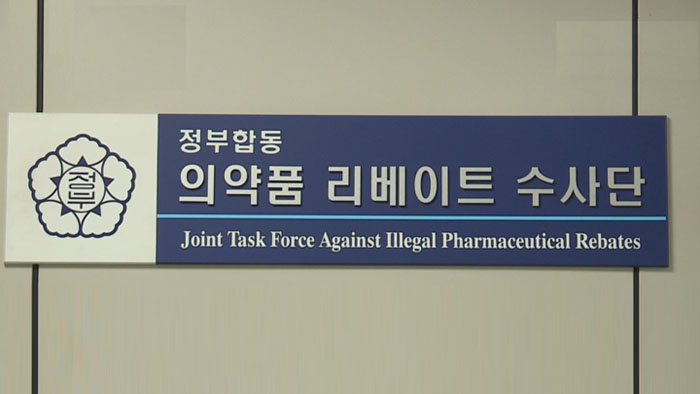 정부
정부합동
의약품 리베이트 수사단
Joint Task Force Against Illegal Pharmaceutical Rebates